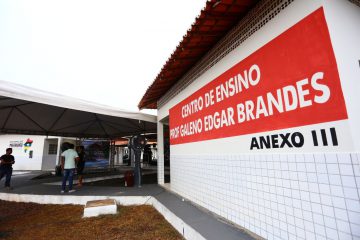 CENTRO DE ENSINO
PROF GALENO EDGAR BRANDES
ANEXO III